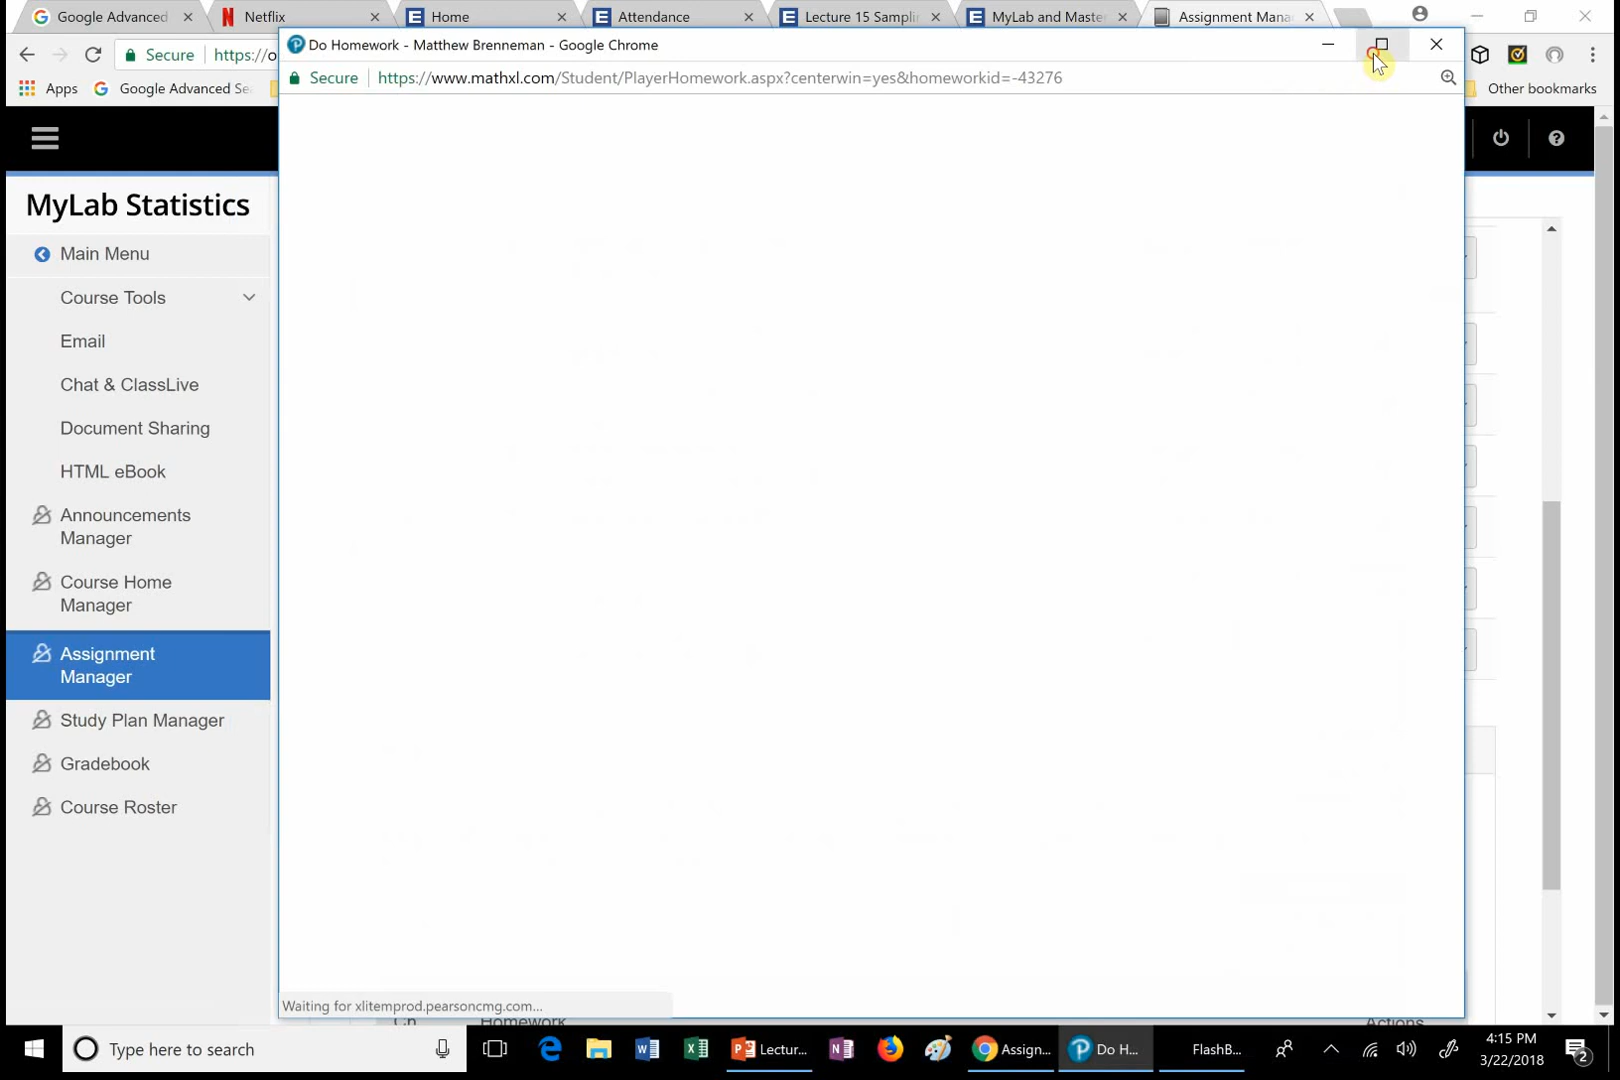 Google Advanced
Netflix
Home
Attendance
Lecture 15 Sampli
MyLab and Maste
Assignment Mana
Do Homework - Matthew Brenneman - Google Chrome
Secure
https://o
Secure
https://www.mathxl.com/Student/PlayerHomework.aspx?centerwin=yes&homeworkid=-43276
Apps
Google Advanced Se
Other bookmarks
MyLab Statistics
Main Menu
Course Tools
Email
Chat & ClassLive
Document Sharing
HTML eBook
Announcements
Manager
Course Home
Manager
Assignment
Manager
Study Plan Manager
Gradebook
Course Roster
Waiting for xlitemprod.pearsoncmg.com...
Ch
Homework
Actions
Type here to search
Lectur...
Assign...
Do H...
FlashB...
4:15 PM
3/22/2018
2